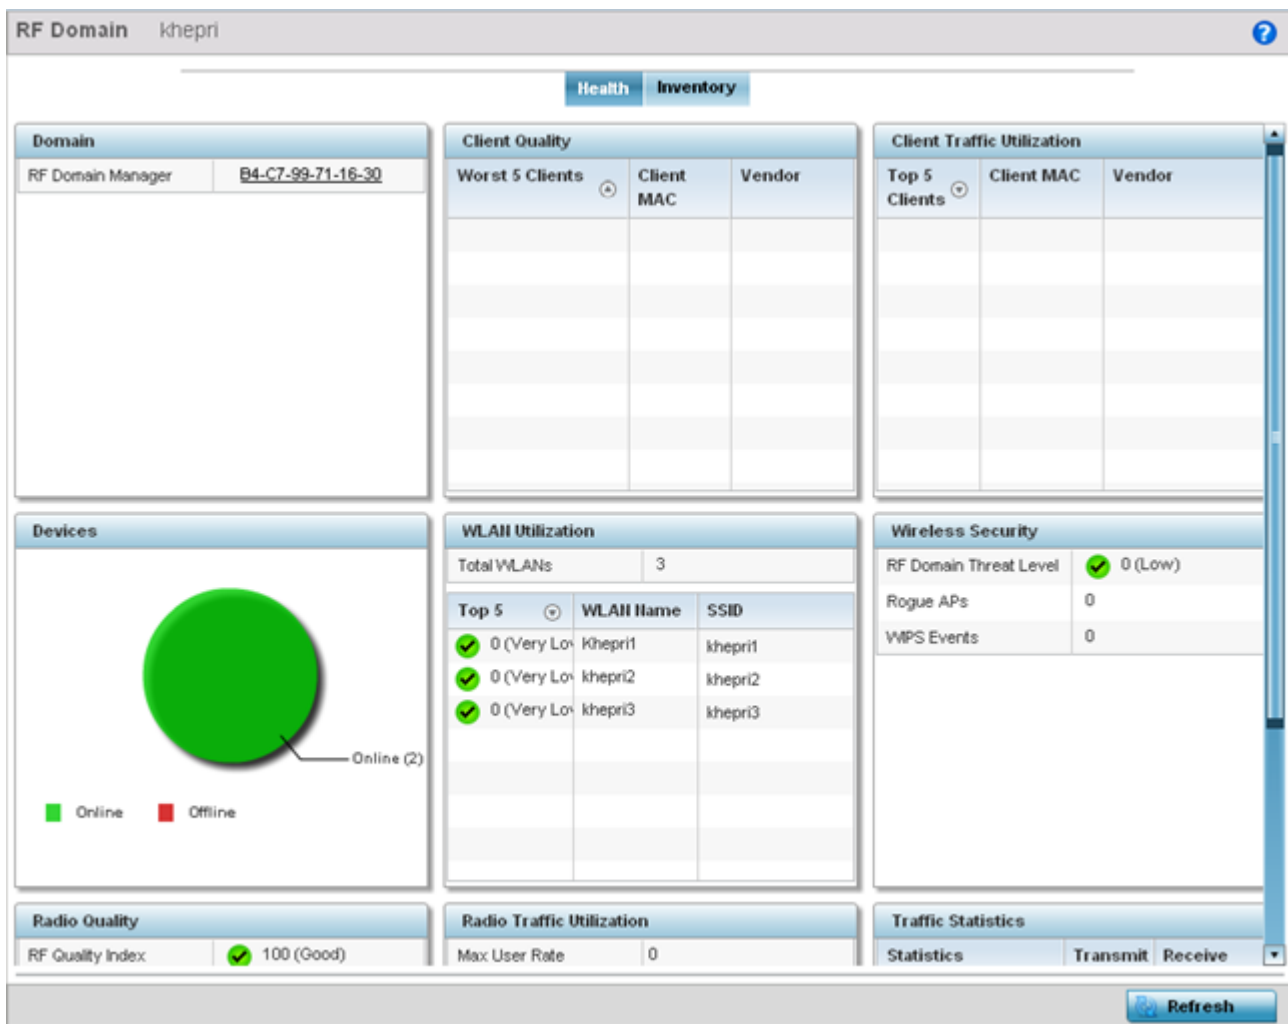 RF Domain khepri
Health Inventory
Domain
RF Domain Manager B4-C7-99-71-16-30
Client Quality
Worst 5 Clients Client MAC Vendor
Client Traffic Utilization
Top 5 Clients Client MAC Vendor
Devices
Online (2)
Online Offline
WLAN Utilization
Total WLANs 3
Top 5 WLAN Name SSID
0 (Very Lo Khepri1 khepri1
0 (Very Lo khepri2 khepri2
0 (Very Lo khepri3 khepri3
Wireless Security
RF Domain Threat Level 0 (Low)
Rogue APs 0
WIPS Events 0
Radio Quality
RF Quality Index 100 (Good)
Radio Traffic Utilization
Max User Rate 0
Traffic Statistics
Statistics Transmit Receive
Refresh